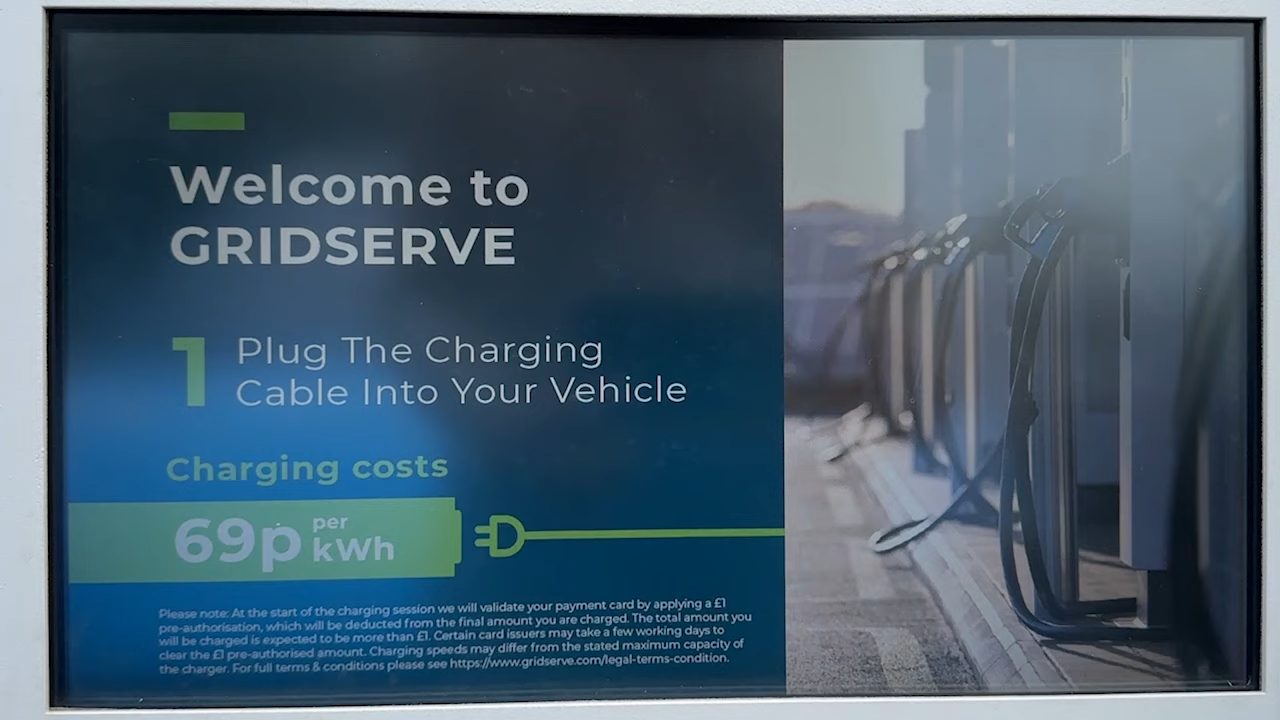 Welcome to
GRIDSERVE
1 Plug The Charging
Cable Into Your Vehicle
Charging costs
69p per kWh
Please note: At the start of the charging session we will validate your payment card by applying a £1
pre-authorisation, which will be deducted from the final amount you are charged. The total amount you
will be charged is expected to be more than £1. Certain card issuers may take a few working days to
clear the £1 pre-authorised amount. Charging speeds may differ from the stated maximum capacity of
the charger. For full terms & conditions please see https://www.gridserve.com/legal-terms-condition.